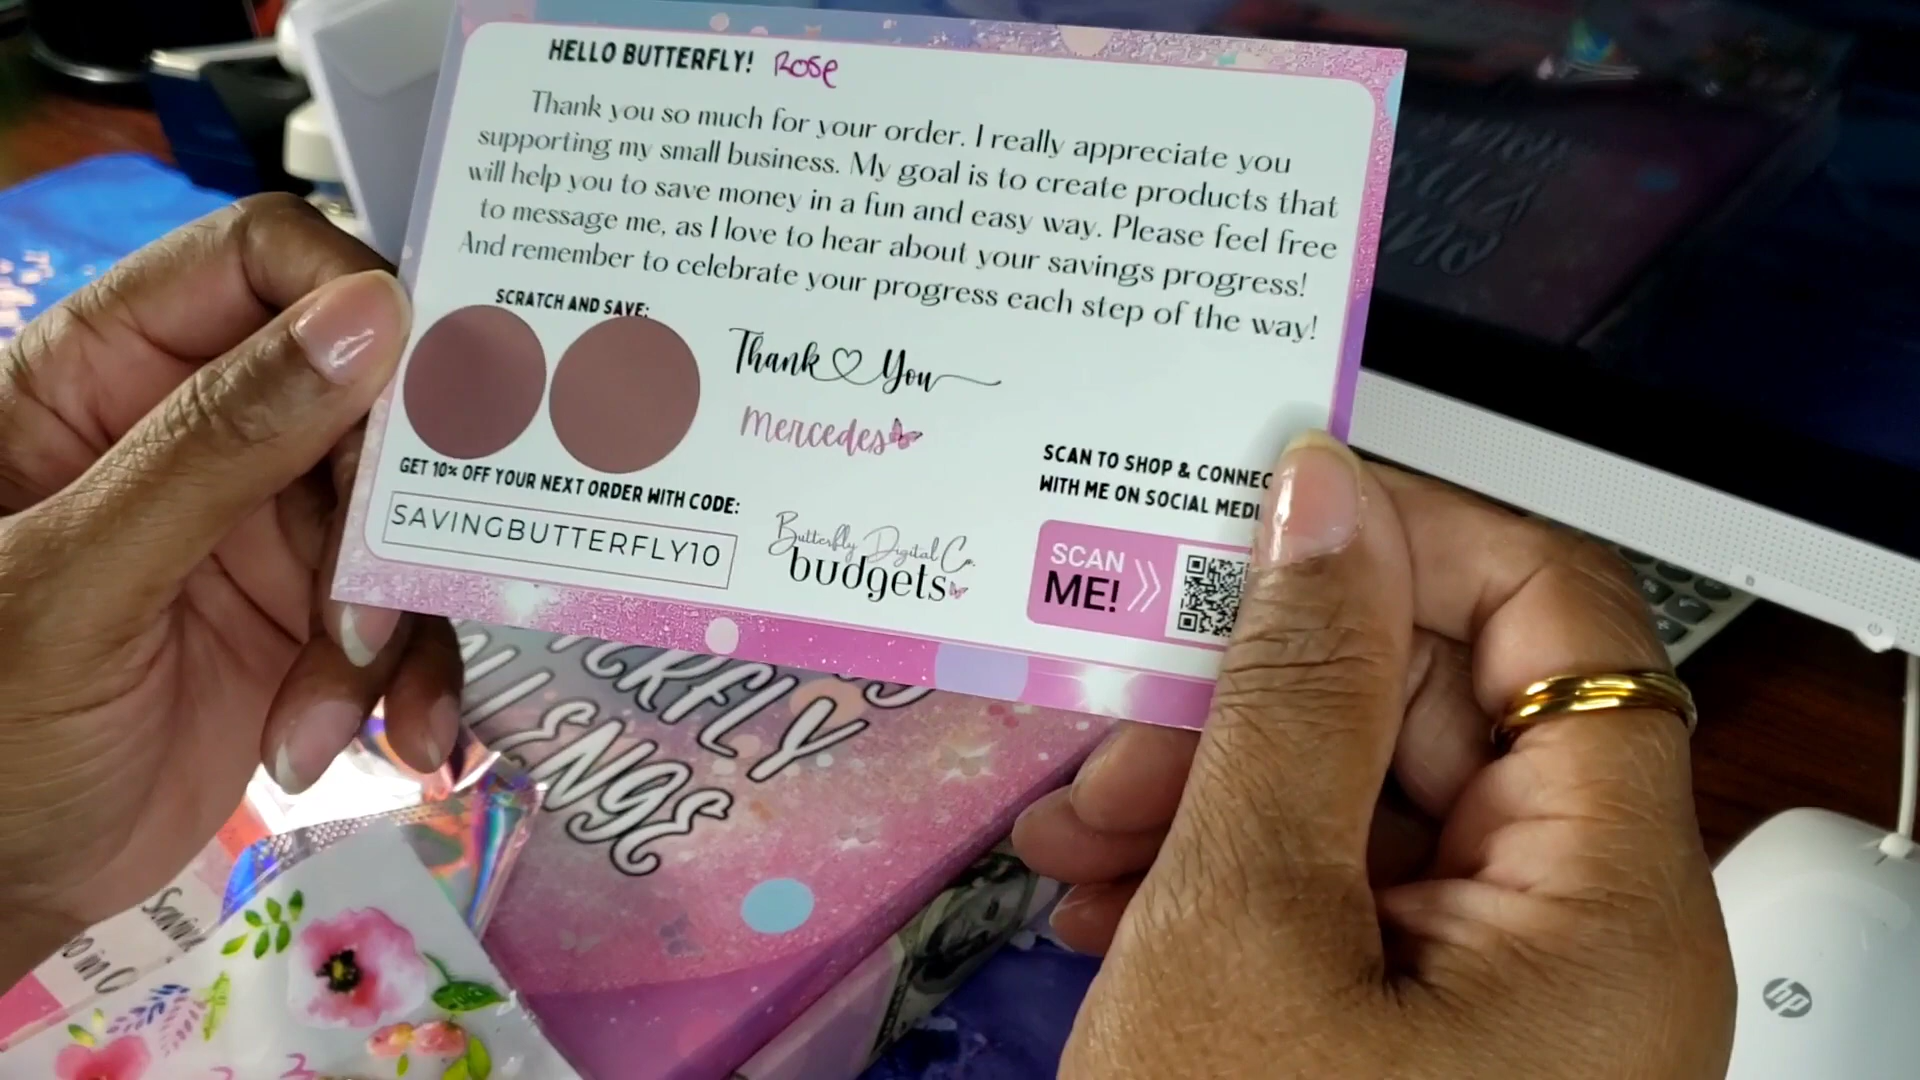 HELLO BUTTERFLY! Rose
Thank you so much for your order. I really appreciate you
supporting my small business. My goal is to create products that
will help you to save money in a fun and easy way. Please feel free
to message me, as I love to hear about your savings progress!
And remember to celebrate your progress each step of the way!
SCRATCH AND SAVE:
Thank You
Mercedes
GET 10% OFF YOUR NEXT ORDER WITH CODE:
SAVINGBUTTERFLY10
Butterfly Digital Co.
budgets
SCAN TO SHOP & CONNEC
WITH ME ON SOCIAL MEDI
SCAN
ME!
CHALLENGE
hp